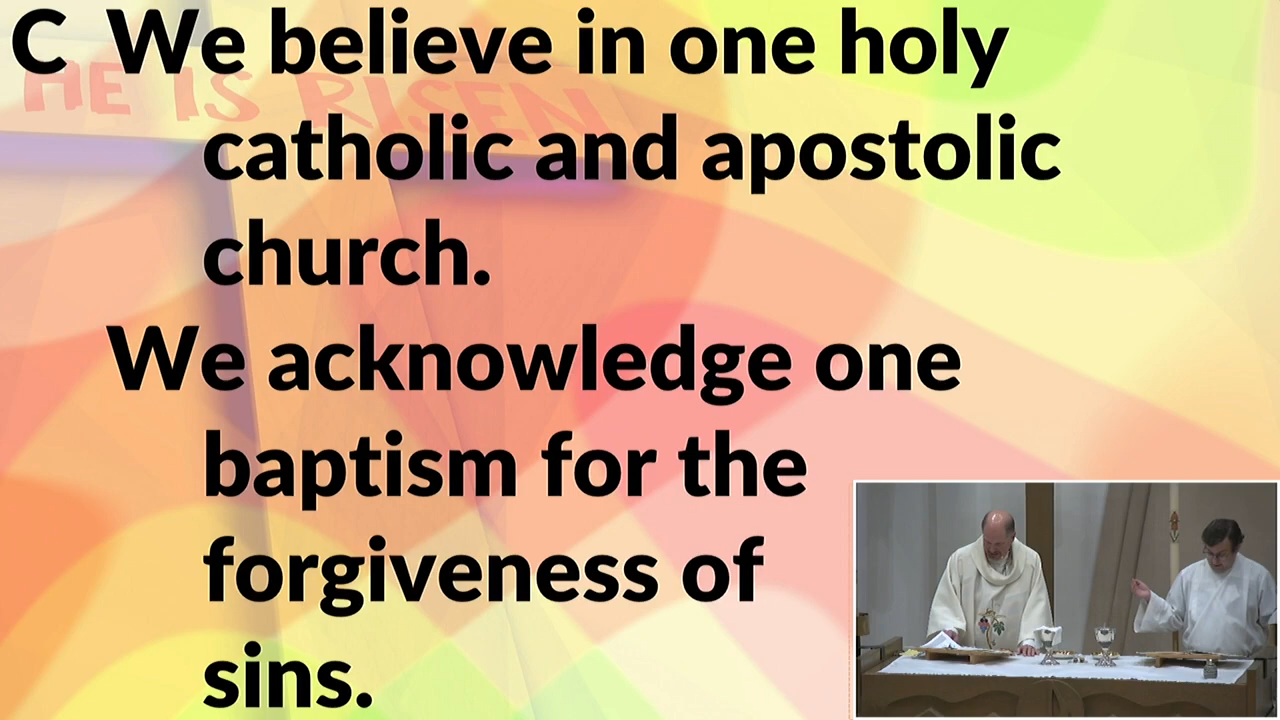 C We believe in one holy
HE IS RISEN
catholic and apostolic
church.
We acknowledge one
baptism for the
forgiveness of
sins.